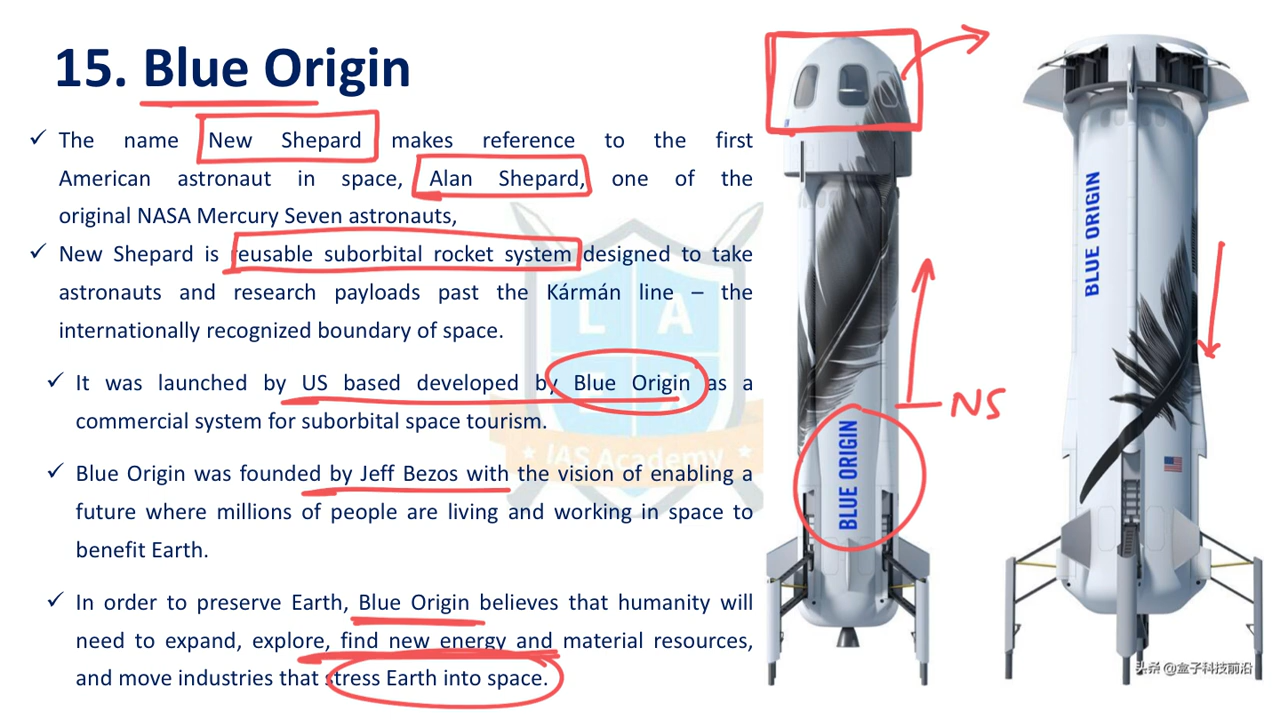 15. Blue Origin
✓ The name New Shepard makes reference to the first
American astronaut in space, Alan Shepard, one of the
original NASA Mercury Seven astronauts,
✓ New Shepard is reusable suborbital rocket system designed to take
astronauts and research payloads past the Kármán line – the
internationally recognized boundary of space.
✓ It was launched by US based developed by Blue Origin as a
commercial system for suborbital space tourism.
✓ Blue Origin was founded by Jeff Bezos with the vision of enabling a
future where millions of people are living and working in space to
benefit Earth.
✓ In order to preserve Earth, Blue Origin believes that humanity will
need to expand, explore, find new energy and material resources,
and move industries that stress Earth into space.
L A
IAS Academy
BLUE ORIGIN
NS
BLUE ORIGIN
头条 @盒子科技前沿